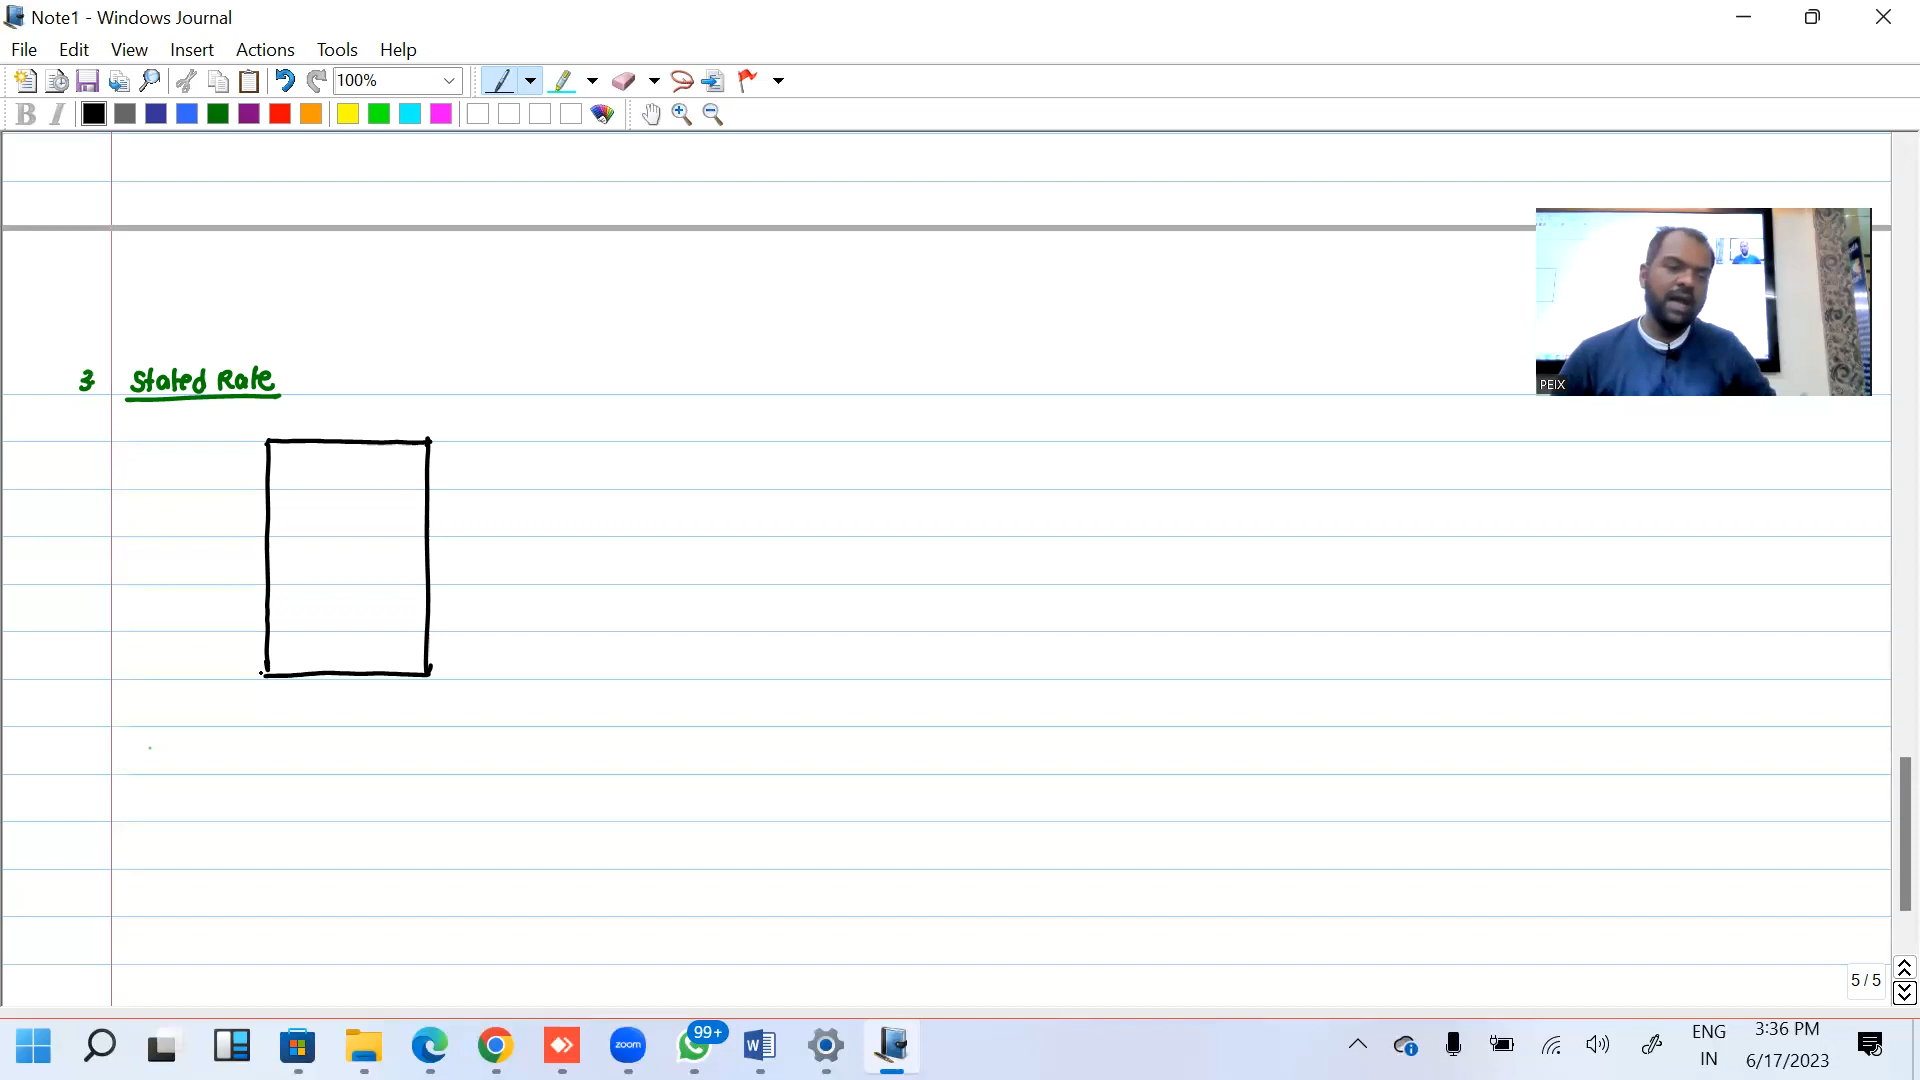 Note1 - Windows Journal
File Edit View Insert Actions Tools Help
100%
B I
3 Stated Rate
PEIX
5 / 5
99+
zoom
W
ENG
IN
3:36 PM
6/17/2023